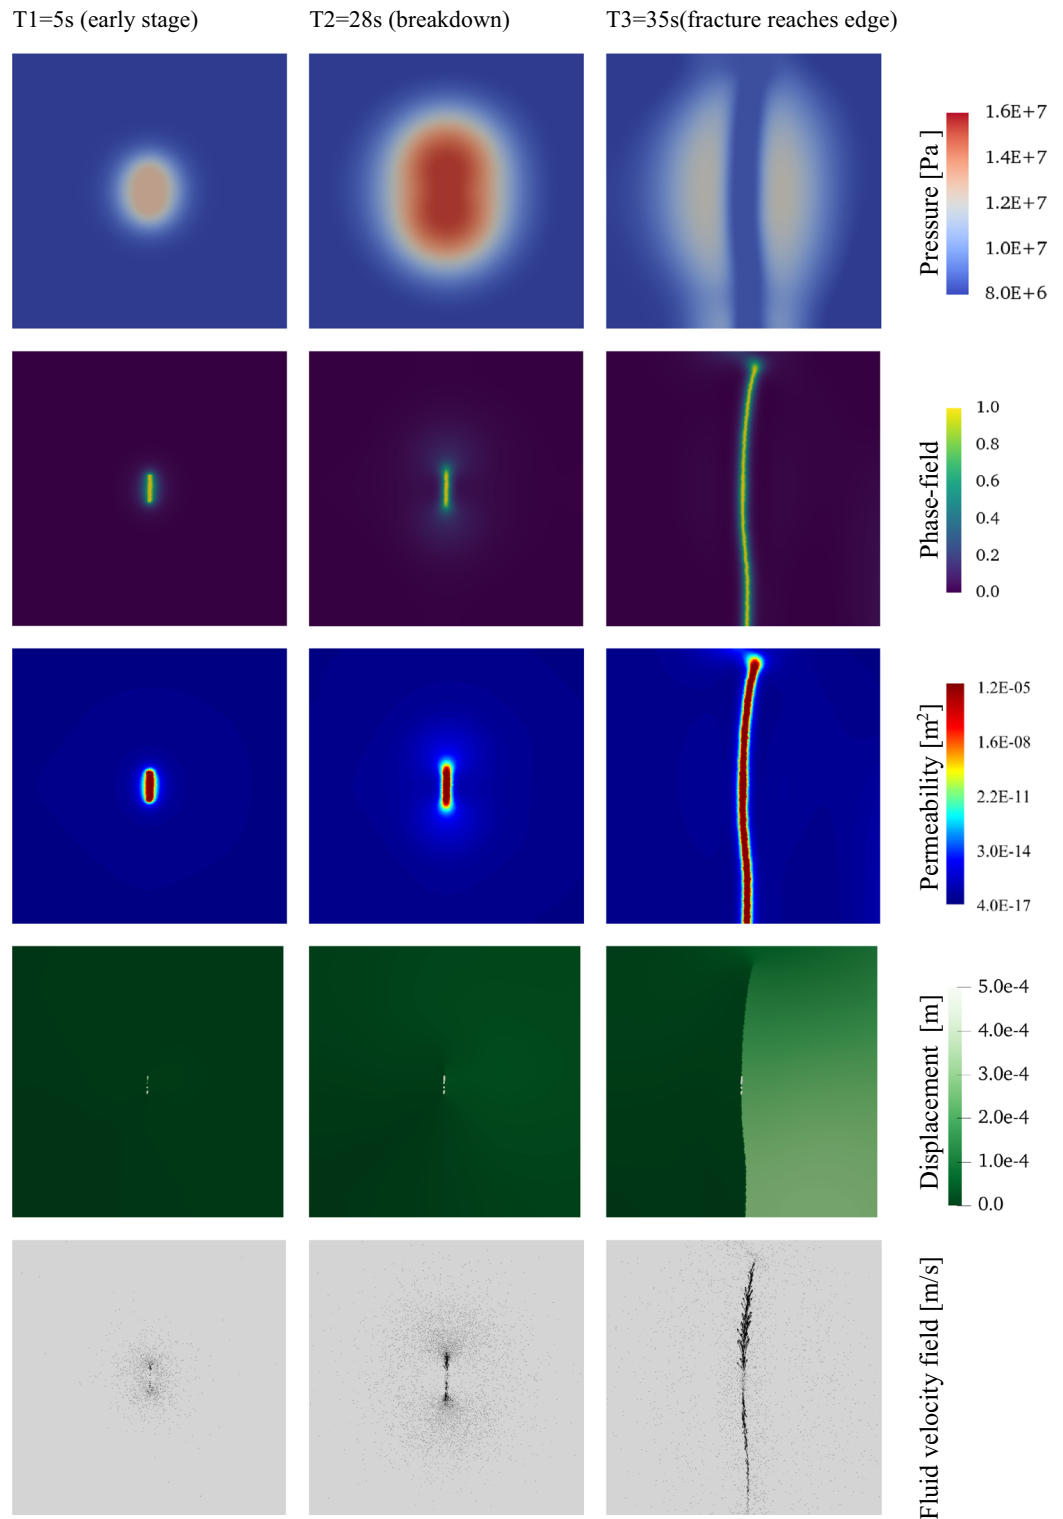 T1=5s (early stage)
T2=28s (breakdown)
T3=35s(fracture reaches edge)
Pressure [Pa ]
1.6E+7
1.4E+7
1.2E+7
1.0E+7
8.0E+6
Phase-field
1.0
0.8
0.6
0.4
0.2
0.0
Permeability [m²]
1.2E-05
1.6E-08
2.2E-11
3.0E-14
4.0E-17
Displacement [m]
5.0e-4
4.0e-4
3.0e-4
2.0e-4
1.0e-4
0.0
Fluid velocity field [m/s]